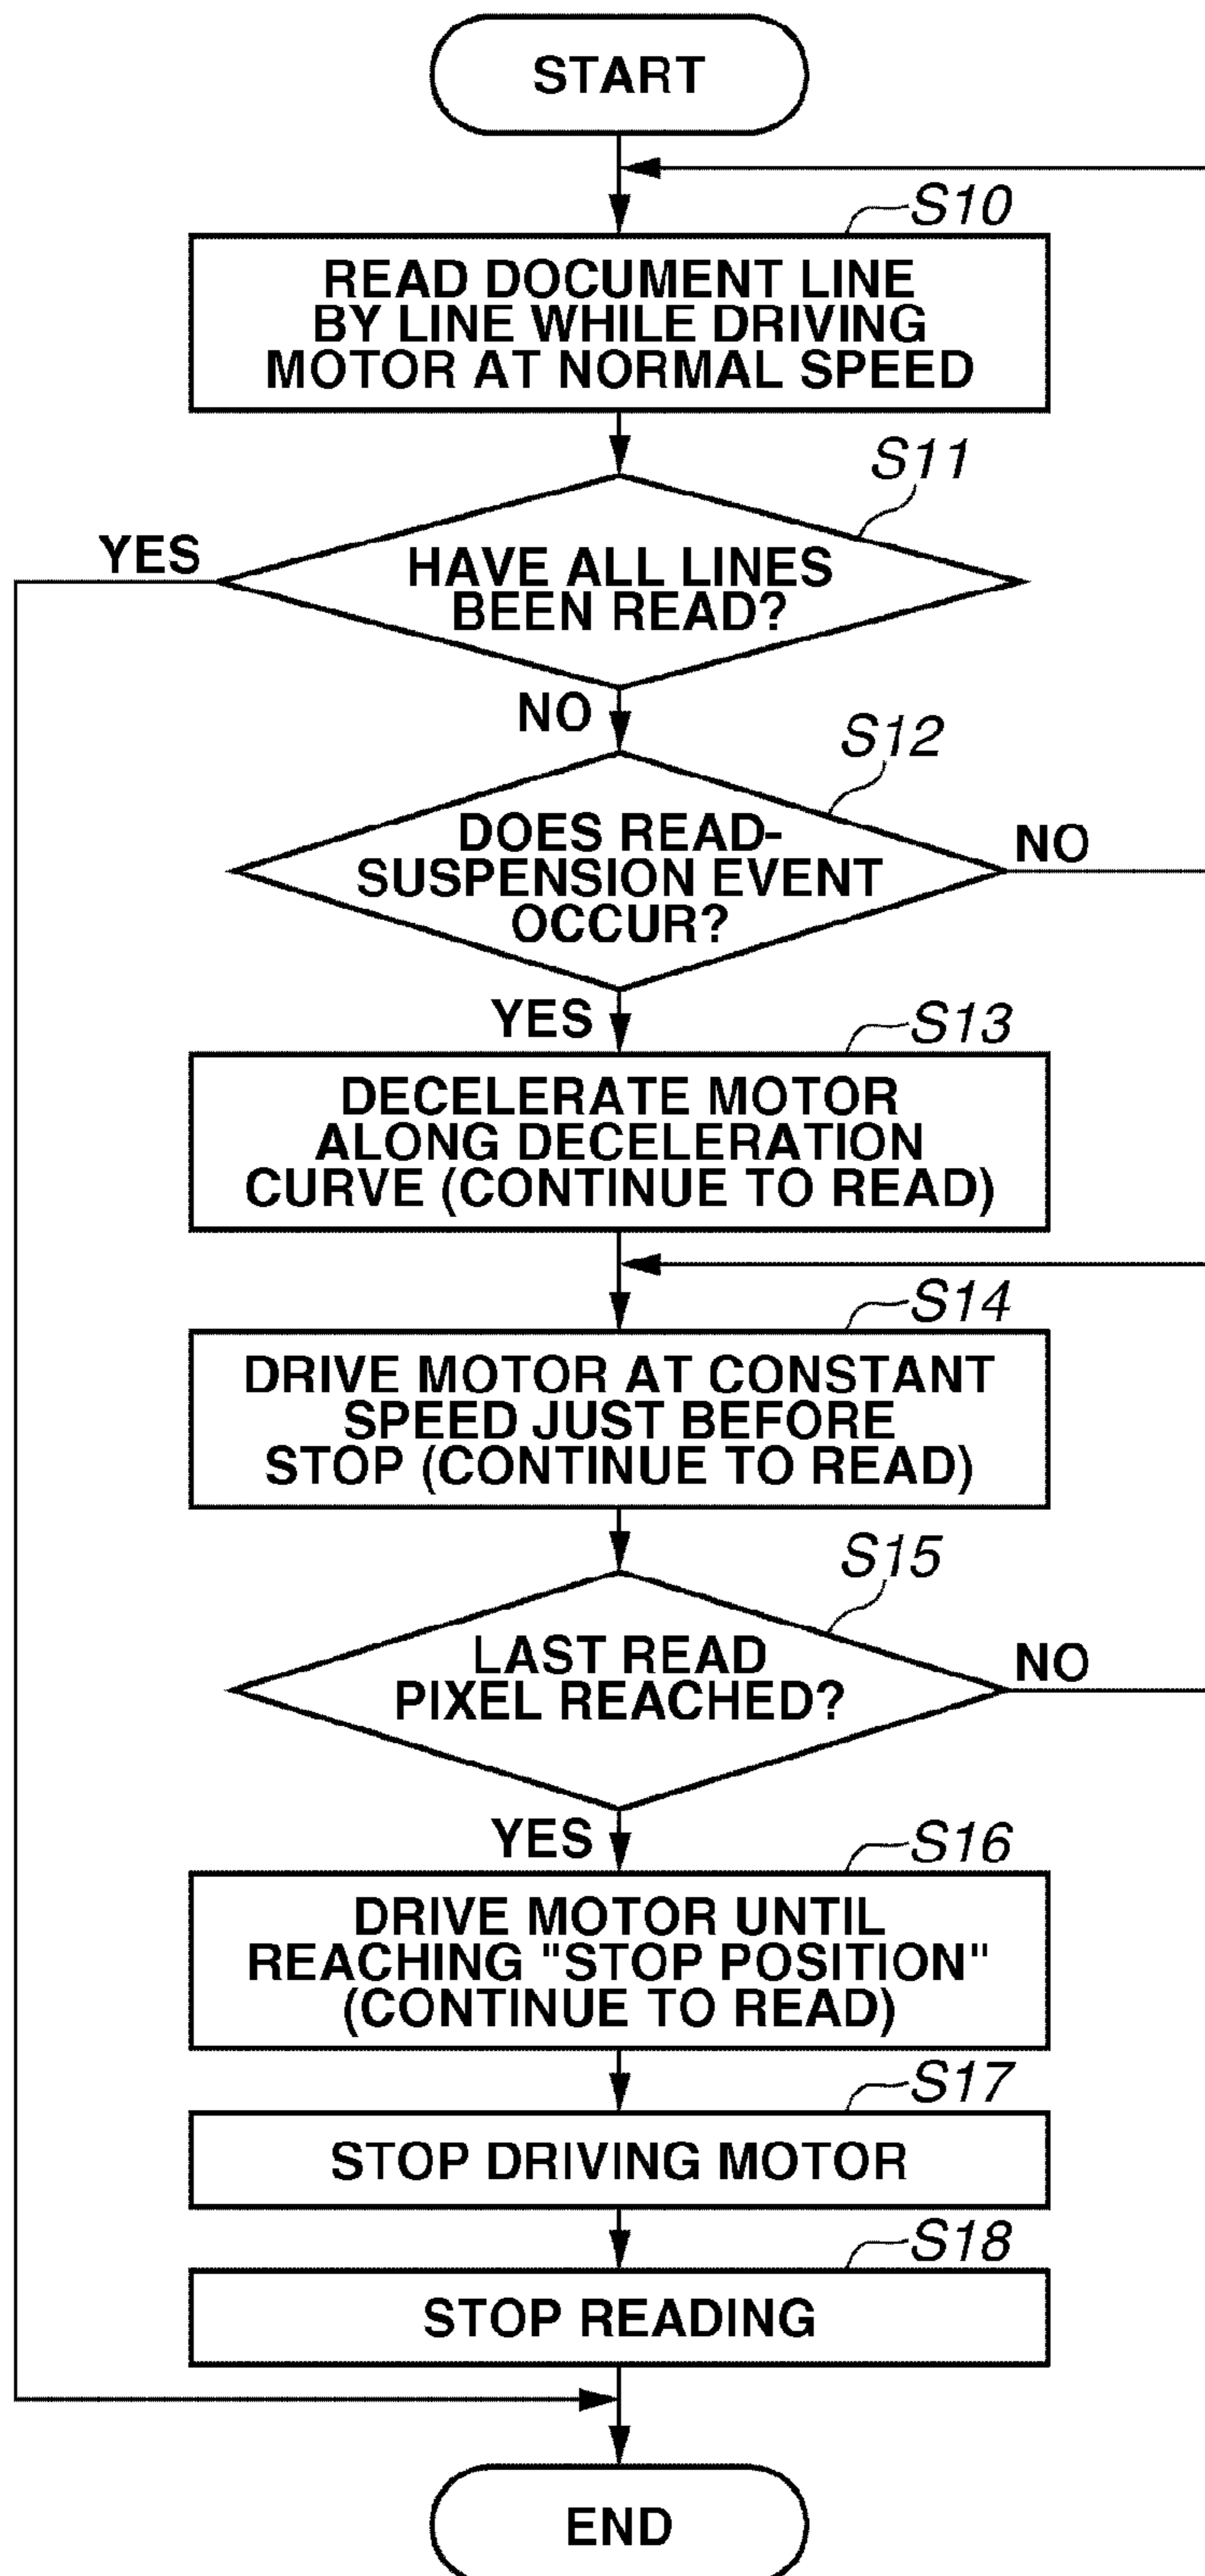 START
S10
READ DOCUMENT LINE
BY LINE WHILE DRIVING
MOTOR AT NORMAL SPEED
S11
YES
HAVE ALL LINES
BEEN READ?
NO
S12
DOES READ-
SUSPENSION EVENT
OCCUR?
NO
YES
S13
DECELERATE MOTOR
ALONG DECELERATION
CURVE (CONTINUE TO READ)
S14
DRIVE MOTOR AT CONSTANT
SPEED JUST BEFORE
STOP (CONTINUE TO READ)
S15
LAST READ
PIXEL REACHED?
NO
YES
S16
DRIVE MOTOR UNTIL
REACHING "STOP POSITION"
(CONTINUE TO READ)
S17
STOP DRIVING MOTOR
S18
STOP READING
END